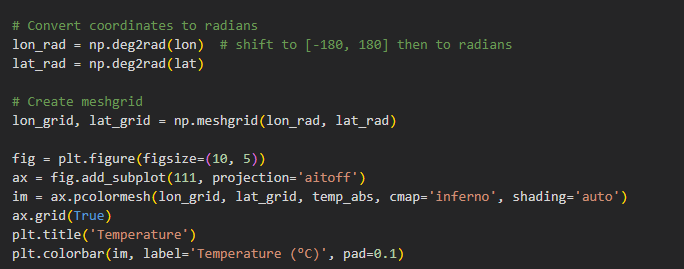 # Convert coordinates to radians
lon_rad = np.deg2rad(lon)  # shift to [-180, 180] then to radians
lat_rad = np.deg2rad(lat)

# Create meshgrid
lon_grid, lat_grid = np.meshgrid(lon_rad, lat_rad)

fig = plt.figure(figsize=(10, 5))
ax = fig.add_subplot(111, projection='aitoff')
im = ax.pcolormesh(lon_grid, lat_grid, temp_abs, cmap='inferno', shading='auto')
ax.grid(True)
plt.title('Temperature')
plt.colorbar(im, label='Temperature (°C)', pad=0.1)